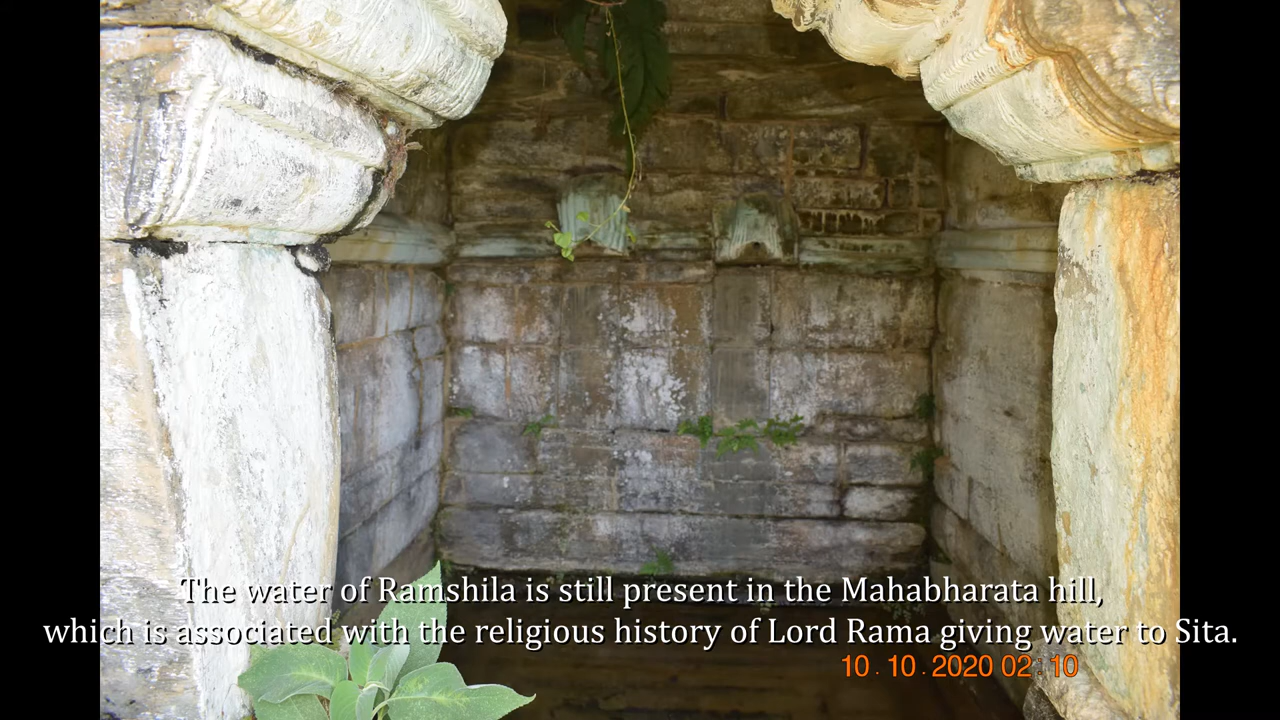 The water of Ramshila is still present in the Mahabharata hill,
which is associated with the religious history of Lord Rama giving water to Sita.
10.10.2020 02:10